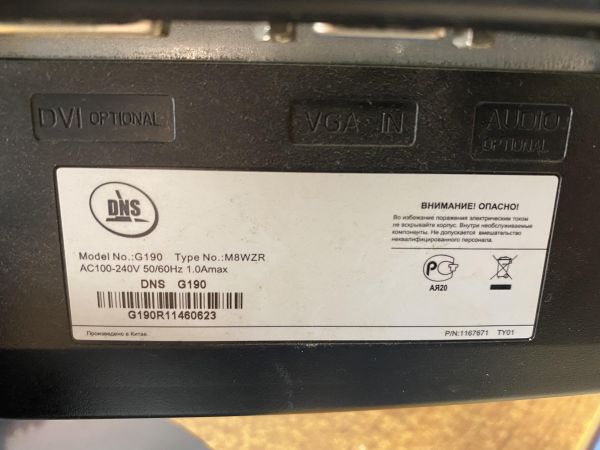 DVI OPTIONAL
VGA IN
AUDIO
OPTIONAL
DNS
ВНИМАНИЕ! ОПАСНО!
Во избежание поражения электрическим током
не вскрывайте корпус. Внутри необслуживаемые
компоненты. Не допускается вмешательство
неквалифицированного персонала.
Model No.:G190 Type No.:M8WZR
AC100-240V 50/60Hz 1.0Amax
DNS G190
G190R11460623
АЯ20
Произведено в Китае.
P/N:1167671 TY01